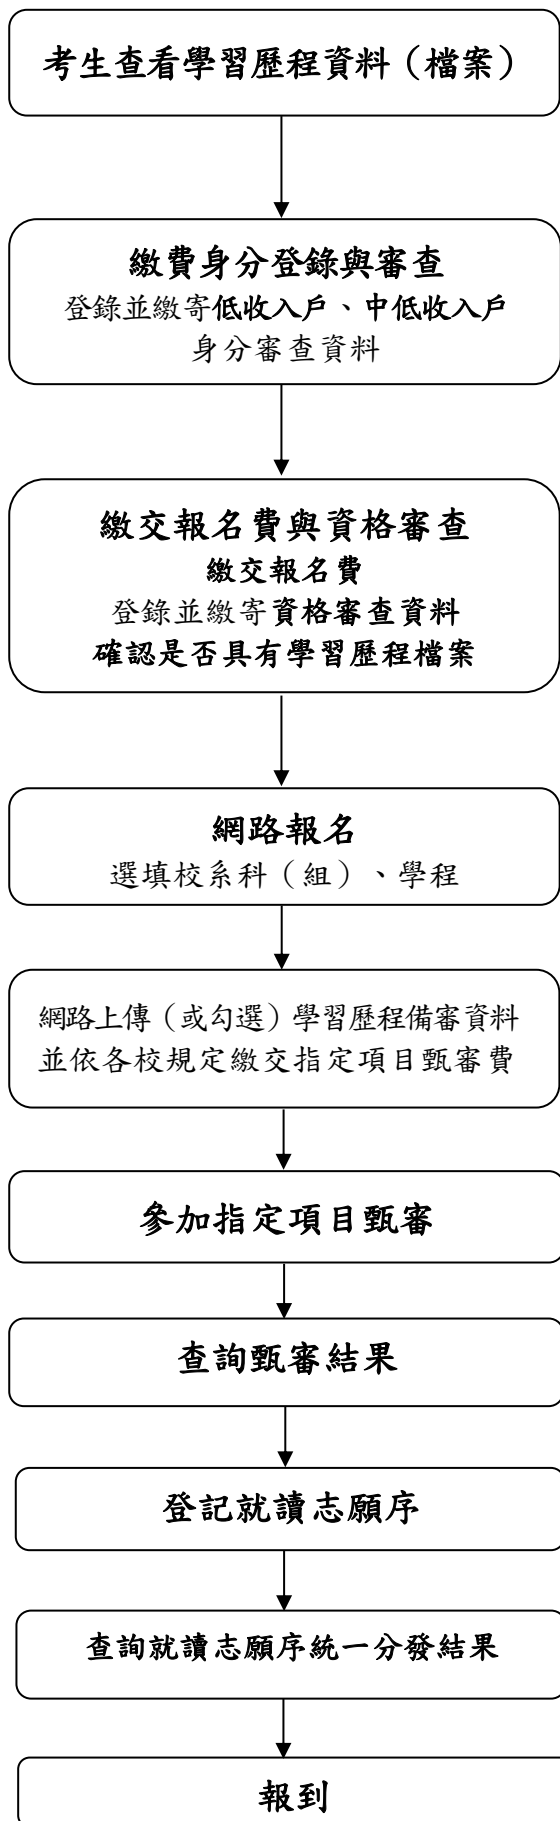 考生查看學習歷程資料（檔案）
繳費身分登錄與審查
登錄並繳寄低收入戶、中低收入戶
身分審查資料
繳交報名費與資格審查
繳交報名費
登錄並繳寄資格審查資料
確認是否具有學習歷程檔案
網路報名
選填校系科（組）、學程
網路上傳（或勾選）學習歷程備審資料
並依各校規定繳交指定項目甄審費
參加指定項目甄審
查詢甄審結果
登記就讀志願序
查詢就讀志願序統一分發結果
報到